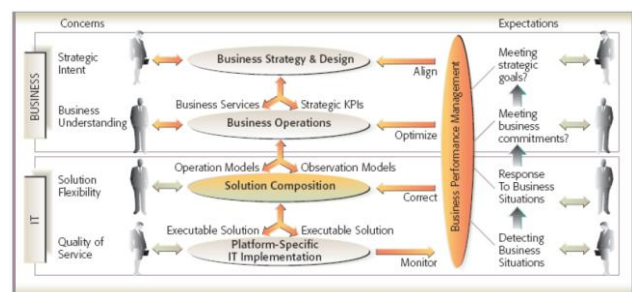 Concerns
Expectations
BUSINESS
Strategic
Intent
Business Strategy & Design
Align
Meeting
strategic
goals?
Business Services
Strategic KPIs
Business
Understanding
Business Operations
Optimize
Meeting
business
commitments?
Business Performance Management
IT
Operation Models
Observation Models
Solution
Flexibility
Solution Composition
Correct
Response
To Business
Situations
Executable Solution
Executable Solution
Quality of
Service
Platform-Specific
IT Implementation
Monitor
Detecting
Business
Situations